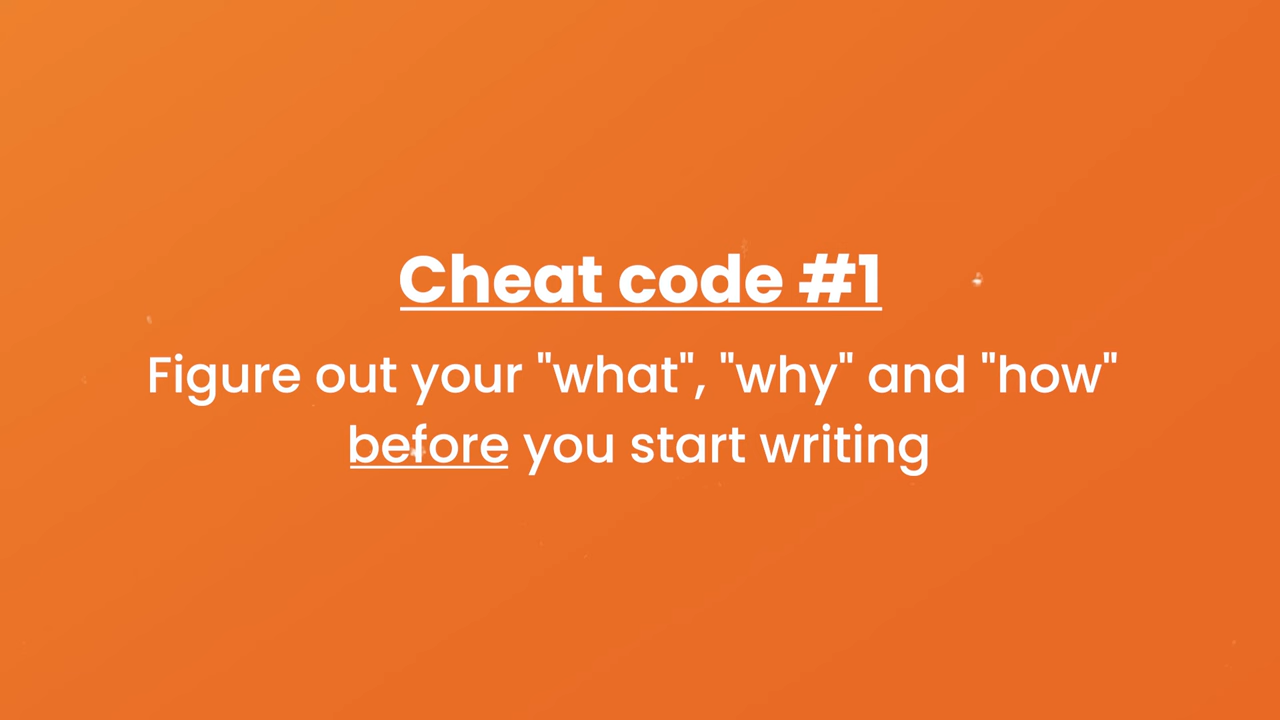 Cheat code #1
Figure out your "what", "why" and "how"
before you start writing